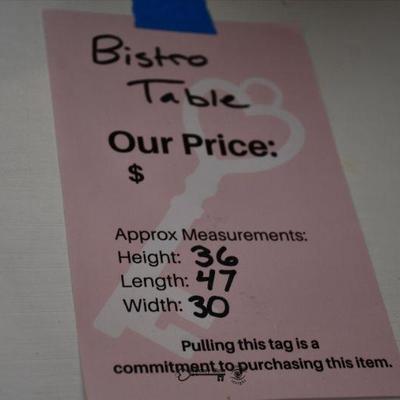 Bistro
Table
Our Price:
$
Approx Measurements:
Height: 36
Length: 47
Width: 30
Pulling this tag is a
commitment to purchasing this item.